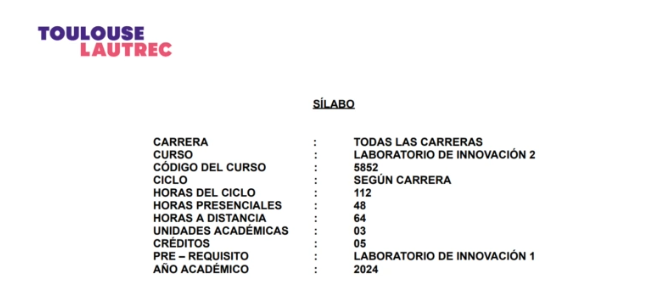 TOULOUSE
LAUTREC
SÍLABO
CARRERA : TODAS LAS CARRERAS
CURSO : LABORATORIO DE INNOVACIÓN 2
CÓDIGO DEL CURSO : 5852
CICLO : SEGÚN CARRERA
HORAS DEL CICLO : 112
HORAS PRESENCIALES : 48
HORAS A DISTANCIA : 64
UNIDADES ACADÉMICAS : 03
CRÉDITOS : 05
PRE – REQUISITO : LABORATORIO DE INNOVACIÓN 1
AÑO ACADÉMICO : 2024